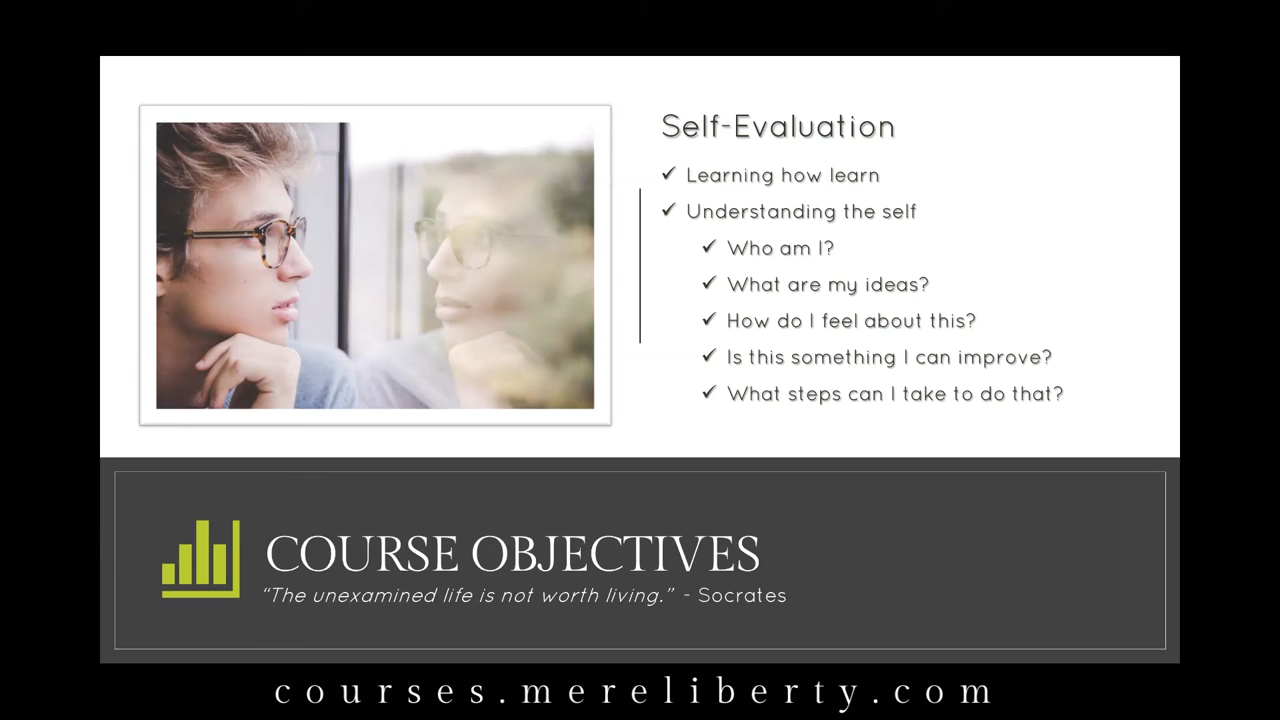 Self-Evaluation
✓ Learning how learn
✓ Understanding the self
✓ Who am I?
✓ What are my ideas?
✓ How do I feel about this?
✓ Is this something I can improve?
✓ What steps can I take to do that?
COURSE OBJECTIVES
“The unexamined life is not worth living.” - Socrates
courses.mereliberty.com